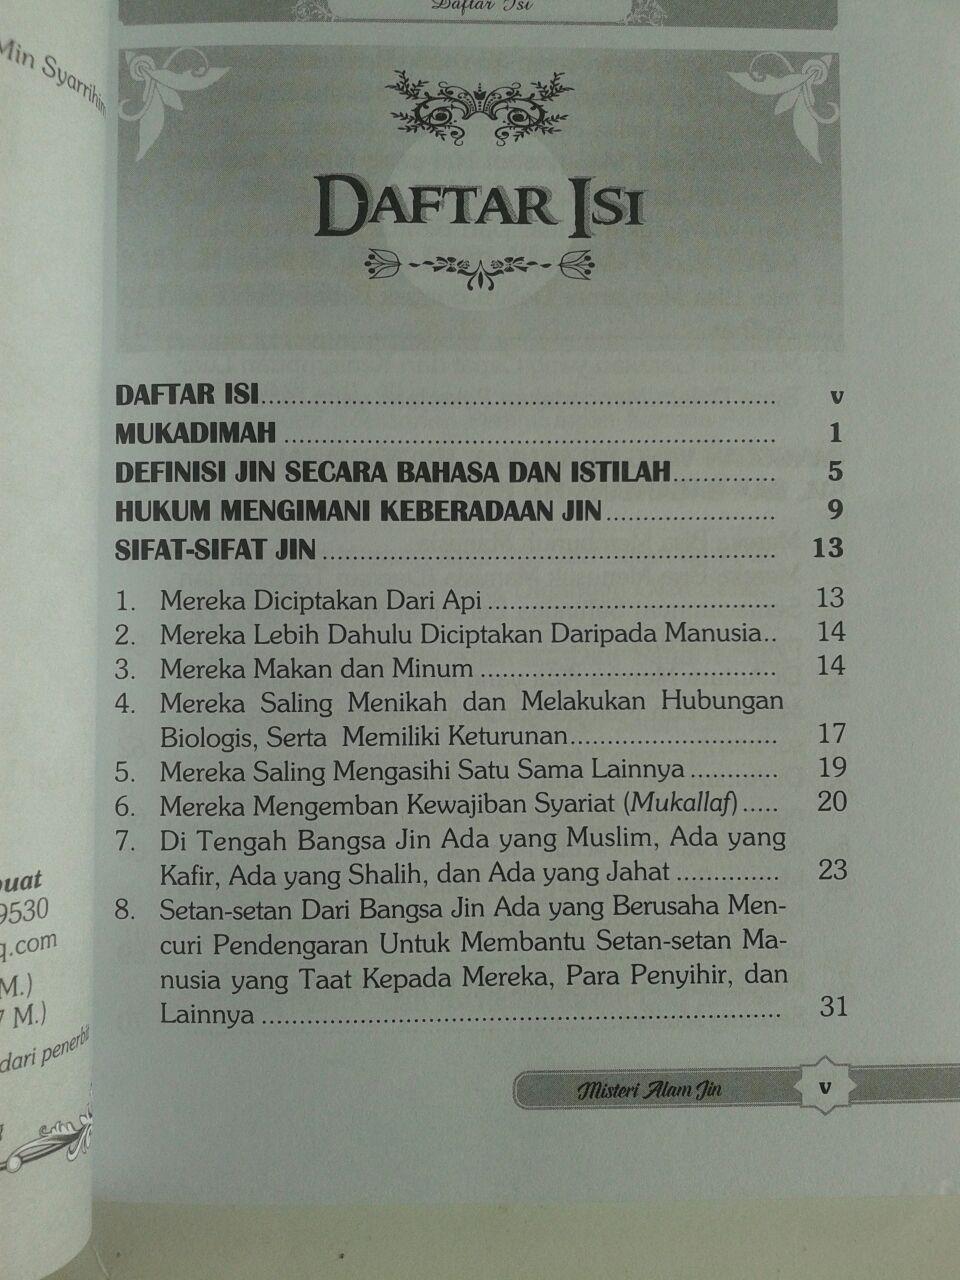 Min Syarrihim
Daftar Isi
DAFTAR ISI
DAFTAR ISI................ v
MUKADIMAH ................ 1
DEFINISI JIN SECARA BAHASA DAN ISTILAH.............. 5
HUKUM MENGIMANI KEBERADAAN JIN................ 9
SIFAT-SIFAT JIN ................ 13
1. Mereka Diciptakan Dari Api ................ 13
2. Mereka Lebih Dahulu Diciptakan Daripada Manusia.. 14
3. Mereka Makan dan Minum ................ 14
4. Mereka Saling Menikah dan Melakukan Hubungan
Biologis, Serta Memiliki Keturunan................ 17
5. Mereka Saling Mengasihi Satu Sama Lainnya ............ 19
6. Mereka Mengemban Kewajiban Syariat (Mukallaf)..... 20
7. Di Tengah Bangsa Jin Ada yang Muslim, Ada yang
Kafir, Ada yang Shalih, dan Ada yang Jahat .............. 23
8. Setan-setan Dari Bangsa Jin Ada yang Berusaha Men-
curi Pendengaran Untuk Membantu Setan-setan Ma-
nusia yang Taat Kepada Mereka, Para Penyihir, dan
Lainnya ................ 31
Misteri Alam Jin v
9530
q.com
M.)
7 M.)
dari penerbit